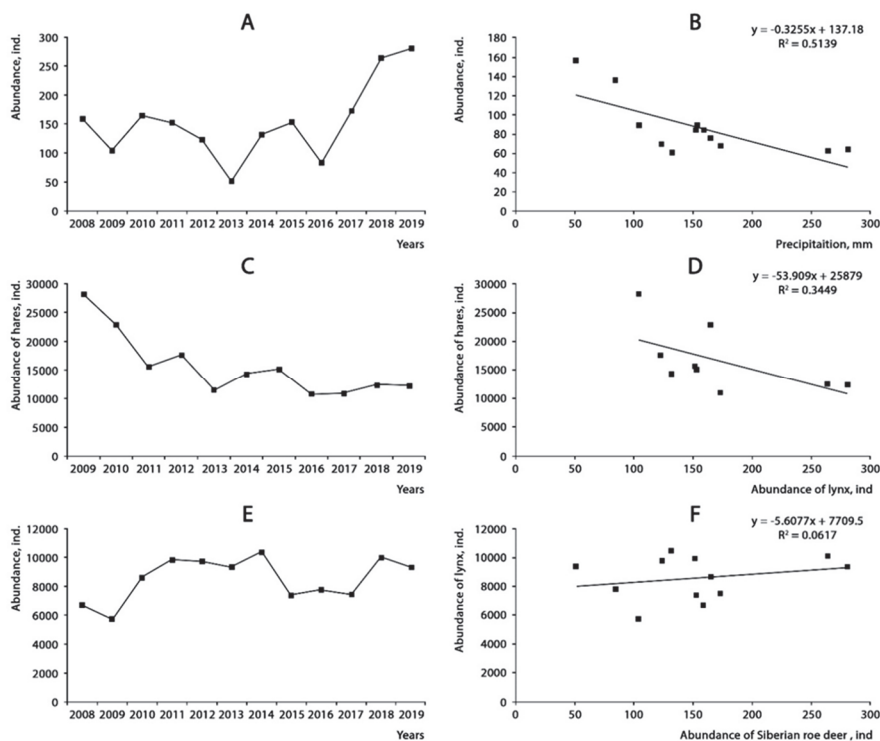 A
Abundance, ind.
300
250
200
150
100
50
0
2008 2009 2010 2011 2012 2013 2014 2015 2016 2017 2018 2019
Years
B
y = -0.3255x + 137.18
R² = 0.5139
Abundance, ind.
180
160
140
120
100
80
60
40
20
0
0 50 100 150 200 250 300
Precipitaition, mm
C
Abundance of hares, ind.
30000
25000
20000
15000
10000
5000
0
2009 2010 2011 2012 2013 2014 2015 2016 2017 2018 2019
Years
D
y = -53.909x + 25879
R² = 0.3449
Abundance of hares, ind.
30000
25000
20000
15000
10000
5000
0
0 50 100 150 200 250 300
Abundance of lynx, ind
E
Abundance, ind.
12000
10000
8000
6000
4000
2000
0
2008 2009 2010 2011 2012 2013 2014 2015 2016 2017 2018 2019
Years
F
y = -5.6077x + 7709.5
R² = 0.0617
Abundance of lynx, ind.
12000
10000
8000
6000
4000
2000
0
0 50 100 150 200 250 300
Abundance of Siberian roe deer , ind